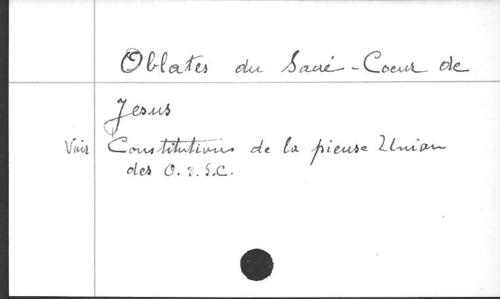 Oblates du Sacré-Coeur de
Jesus
Voir Constitutions de la pieuse Union
des O. S. C.